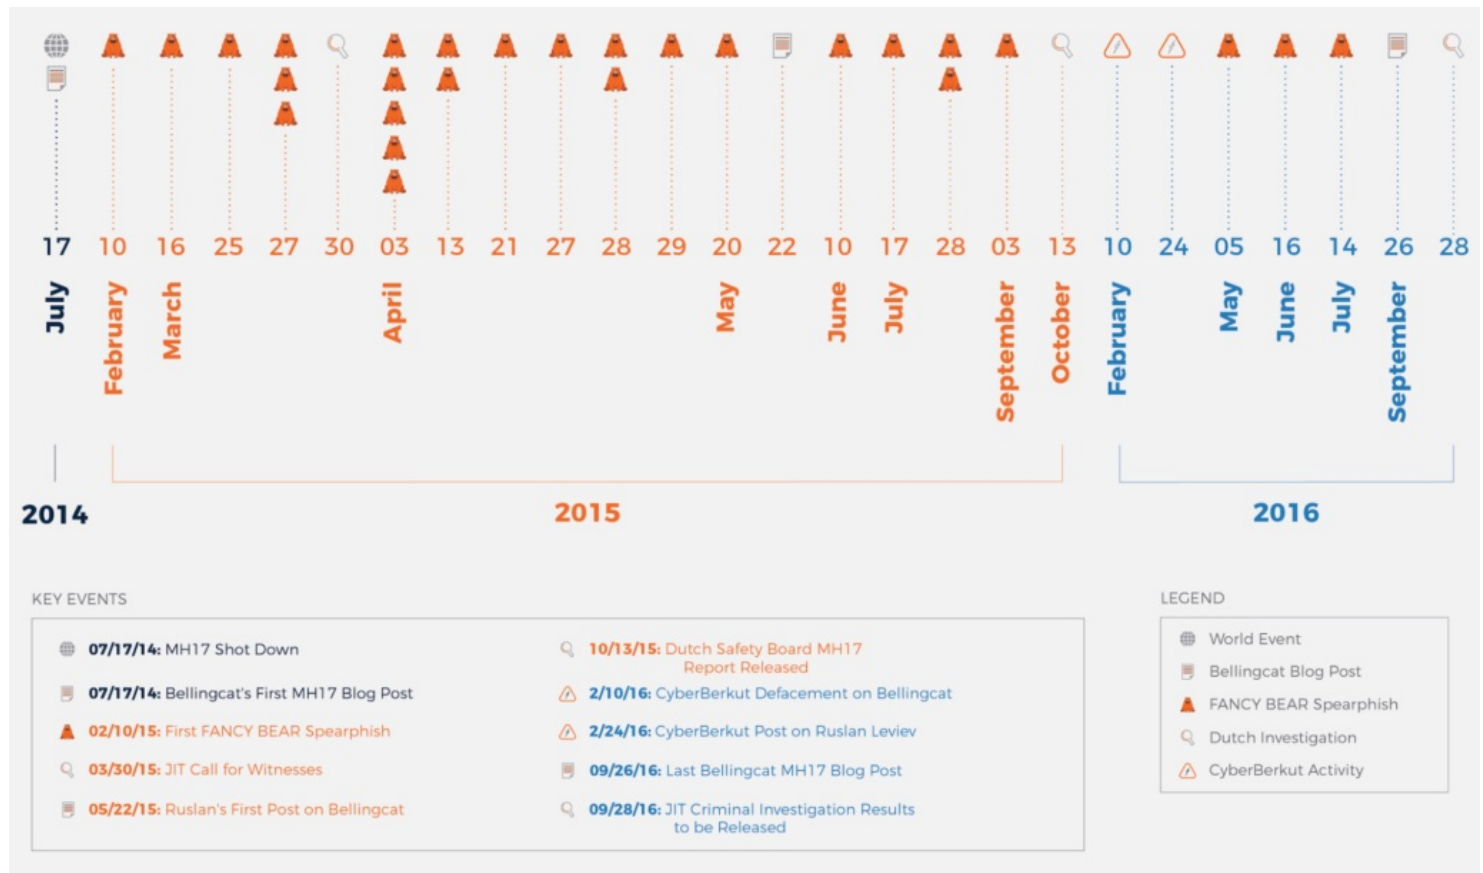 17 10 16 25 27 30 03 13 21 27 28 29 20 22 10 17 28 03 13 10 24 05 16 14 26 28
July February March April May June July September October February May June July September
2014 2015 2016
KEY EVENTS
07/17/14: MH17 Shot Down
07/17/14: Bellingcat's First MH17 Blog Post
02/10/15: First FANCY BEAR Spearphish
03/30/15: JIT Call for Witnesses
05/22/15: Ruslan's First Post on Bellingcat
10/13/15: Dutch Safety Board MH17
Report Released
2/10/16: CyberBerkut Defacement on Bellingcat
2/24/16: CyberBerkut Post on Ruslan Leviev
09/26/16: Last Bellingcat MH17 Blog Post
09/28/16: JIT Criminal Investigation Results
to be Released
LEGEND
World Event
Bellingcat Blog Post
FANCY BEAR Spearphish
Dutch Investigation
CyberBerkut Activity